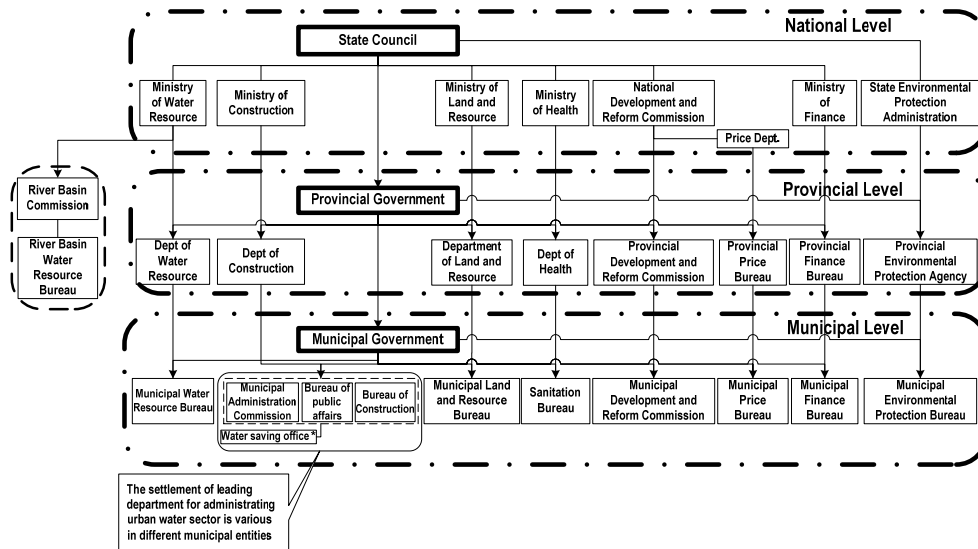 National Level
State Council
Ministry
of Water
Resource
Ministry of
Construction
Ministry of
Land and
Resource
Ministry
of Health
National
Development and
Reform Commission
Ministry
of
Finance
State Environmental
Protection
Administration
Price Dept.
River Basin
Commission
River Basin
Water
Resource
Bureau
Provincial Level
Provincial Government
Dept of
Water
Resource
Dept of
Construction
Department
of Land and
Resource
Dept of
Health
Provincial
Development and
Reform Commission
Provincial
Price
Bureau
Provincial
Finance
Bureau
Provincial
Environmental
Protection Agency
Municipal Level
Municipal Government
Municipal Water
Resource Bureau
Municipal
Administration
Commission
Bureau of
public
affairs
Bureau of
Construction
Water saving office *
Municipal Land
and Resource
Bureau
Sanitation
Bureau
Municipal
Development and
Reform Commission
Municipal
Price
Bureau
Municipal
Finance
Bureau
Municipal
Environmental
Protection Bureau
The settlement of leading
department for administrating
urban water sector is various
in different municipal entities